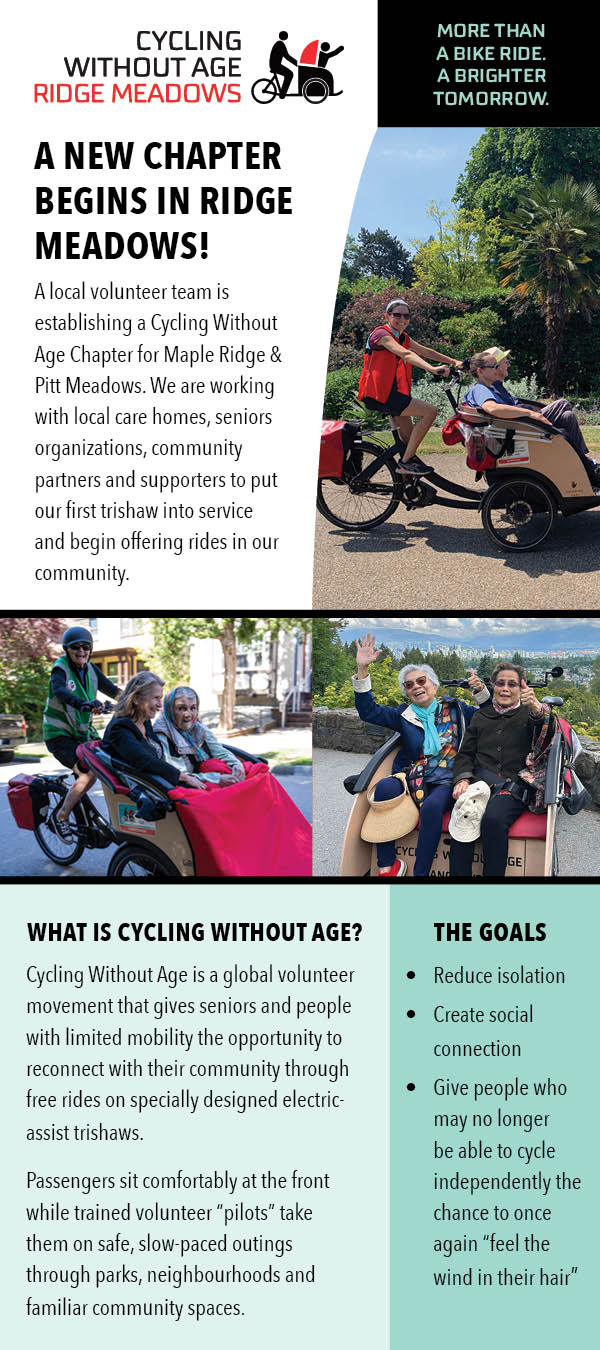 CYCLING
WITHOUT AGE
RIDGE MEADOWS
MORE THAN
A BIKE RIDE.
A BRIGHTER
TOMORROW.
A NEW CHAPTER
BEGINS IN RIDGE
MEADOWS!
A local volunteer team is
establishing a Cycling Without
Age Chapter for Maple Ridge &
Pitt Meadows. We are working
with local care homes, seniors
organizations, community
partners and supporters to put
our first trishaw into service
and begin offering rides in our
community.
WHAT IS CYCLING WITHOUT AGE?
Cycling Without Age is a global volunteer
movement that gives seniors and people
with limited mobility the opportunity to
reconnect with their community through
free rides on specially designed electric-
assist trishaws.
Passengers sit comfortably at the front
while trained volunteer “pilots” take
them on safe, slow-paced outings
through parks, neighbourhoods and
familiar community spaces.
THE GOALS
• Reduce isolation
• Create social
connection
• Give people who
may no longer
be able to cycle
independently the
chance to once
again “feel the
wind in their hair”